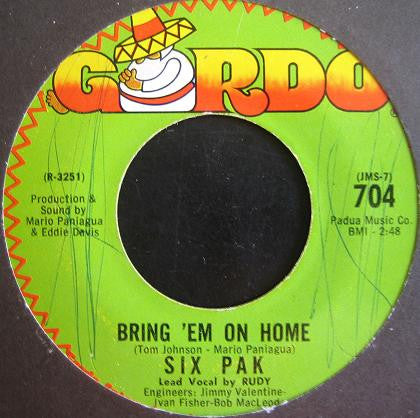 GORDO
(R-3251)
Production &
Sound by
Mario Paniagua
& Eddie Davis
(JMS-7)
704
Padua Music Co.
BMI - 2:48
BRING 'EM ON HOME
(Tom Johnson - Mario Paniagua)
SIX PAK
Lead Vocal by RUDY
Engineers: Jimmy Valentine-
Ivan Fisher-Bob MacLeod